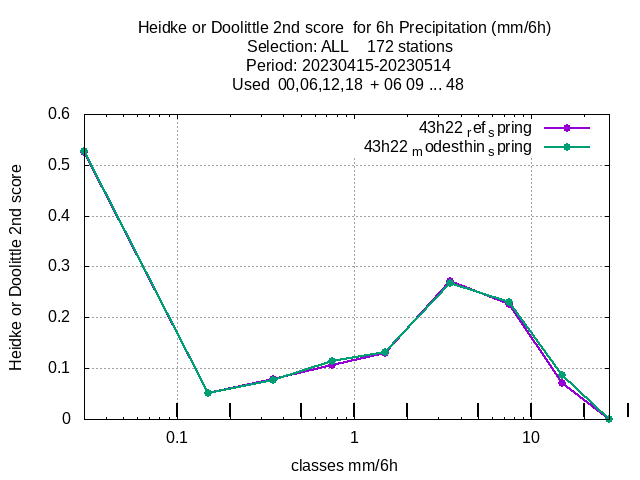 Heidke or Doolittle 2nd score  for 6h Precipitation (mm/6h)
Selection: ALL    172 stations
Period: 20230415-20230514
Used  00,06,12,18  + 06 09 ... 48
43h22 ref spring
43h22 modesthin spring
0.6
0.5
0.4
0.3
0.2
0.1
0
Heidke or Doolittle 2nd score
0.1
1
10
classes mm/6h